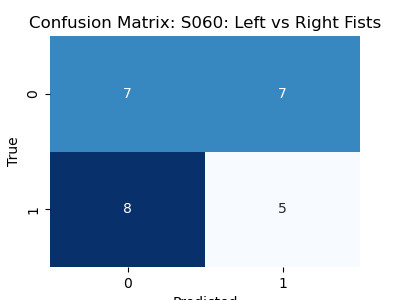 Confusion Matrix: S060: Left vs Right Fists
0 7 7
True
1 8 5
0 1
Predicted